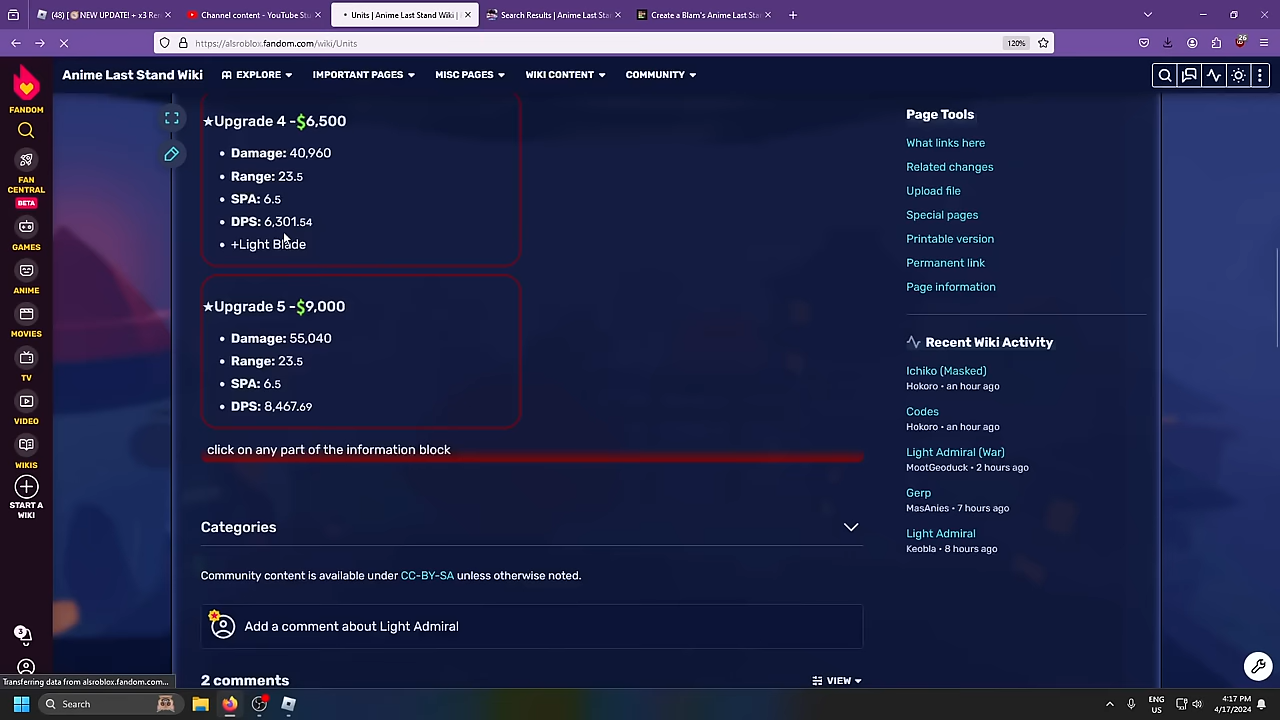 (48) NEW UPDATE! + x3 Re
Channel content - YouTube Stu
Units | Anime Last Stand Wiki |
Search Results | Anime Last Sta
Create a Blam's Anime Last Stand
https://alsroblox.fandom.com/wiki/Units
120%
26
Anime Last Stand Wiki
EXPLORE
IMPORTANT PAGES
MISC PAGES
WIKI CONTENT
COMMUNITY
FANDOM
FAN CENTRAL
BETA
GAMES
ANIME
MOVIES
TV
VIDEO
WIKIS
START A WIKI
3
★Upgrade 4 -$6,500
• Damage: 40,960
• Range: 23.5
• SPA: 6.5
• DPS: 6,301.54
• +Light Blade
★Upgrade 5 -$9,000
• Damage: 55,040
• Range: 23.5
• SPA: 6.5
• DPS: 8,467.69
click on any part of the information block
Categories
Community content is available under CC-BY-SA unless otherwise noted.
Add a comment about Light Admiral
2 comments
VIEW
Page Tools
What links here
Related changes
Upload file
Special pages
Printable version
Permanent link
Page information
Recent Wiki Activity
Ichiko (Masked)
Hokoro • an hour ago
Codes
Hokoro • an hour ago
Light Admiral (War)
MootGeoduck • 2 hours ago
Gerp
MasAnies • 7 hours ago
Light Admiral
Keobla • 8 hours ago
Transferring data from alsroblox.fandom.com...
Search
ENG
US
4:17 PM
4/17/2024